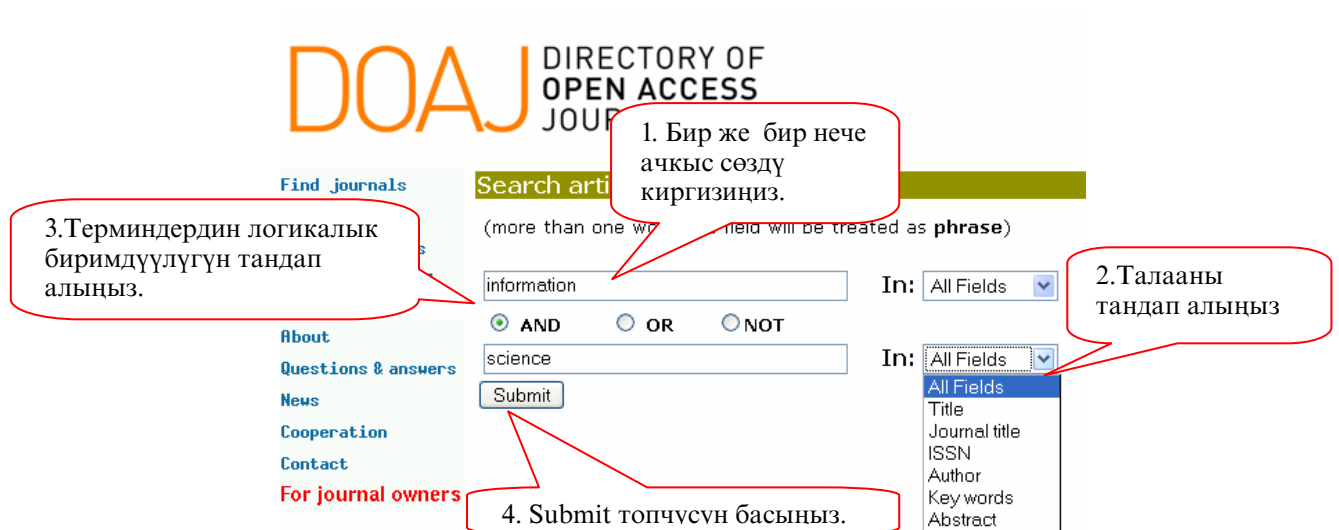 DOAJ
DIRECTORY OF
OPEN ACCESS
1. Бир же бир нече
ачкыс сөздү
киргизиңиз.
Find journals
Search arti
3.Терминдердин логикалык
биримдүүлүгүн тандап
алыңыз.
(more than one will be treated as phrase)
2.Талааны
тандап алыңыз
information
In: All Fields
AND OR NOT
About
science
In: All Fields
Questions & answers
Submit
All Fields
News
Title
Cooperation
Journal title
ISSN
Contact
Author
For journal owners
Key words
4. Submit топчусун басыңыз.
Abstract